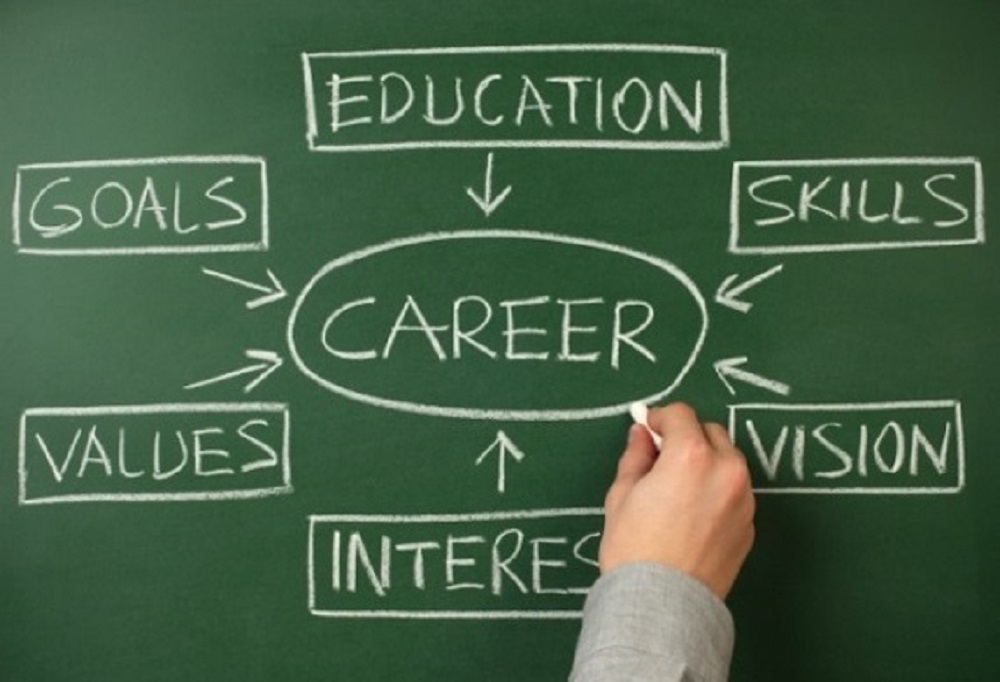 EDUCATION
GOALS
SKILLS
CAREER
VALUES
VISION
INTERES